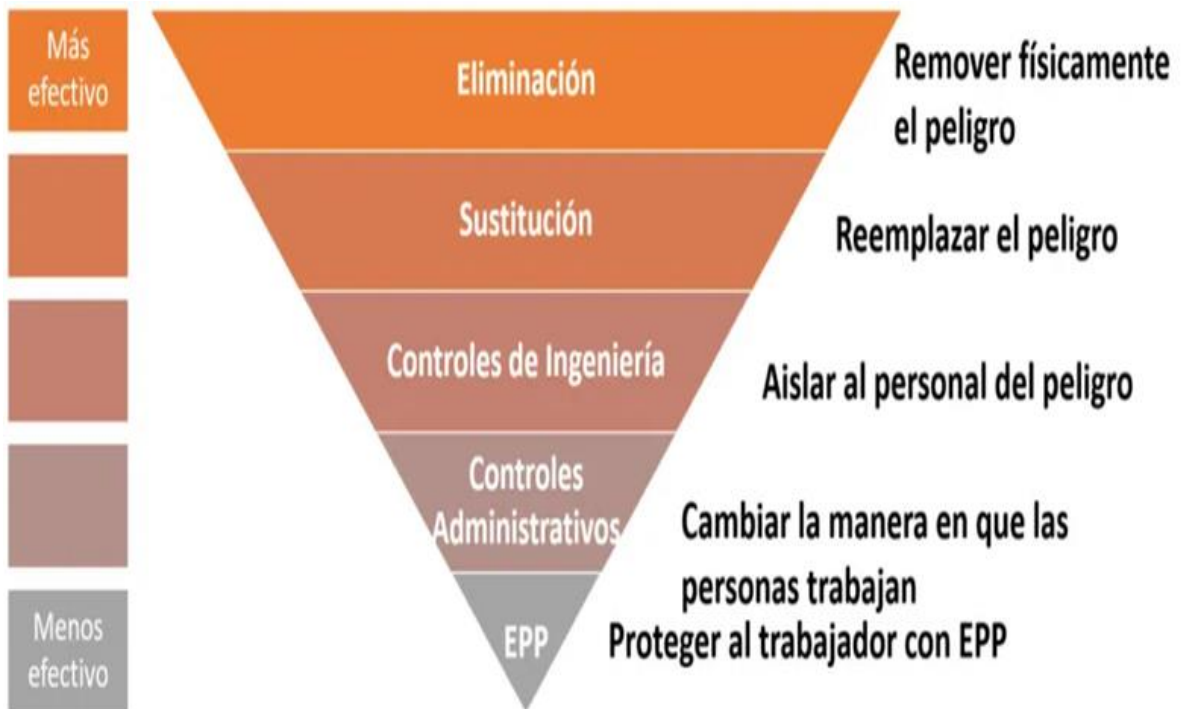 Más
efectivo
Eliminación
Remover físicamente
el peligro
Sustitución
Reemplazar el peligro
Controles de Ingeniería
Aislar al personal del peligro
Controles
Administrativos
Cambiar la manera en que las
personas trabajan
Menos
efectivo
EPP
Proteger al trabajador con EPP